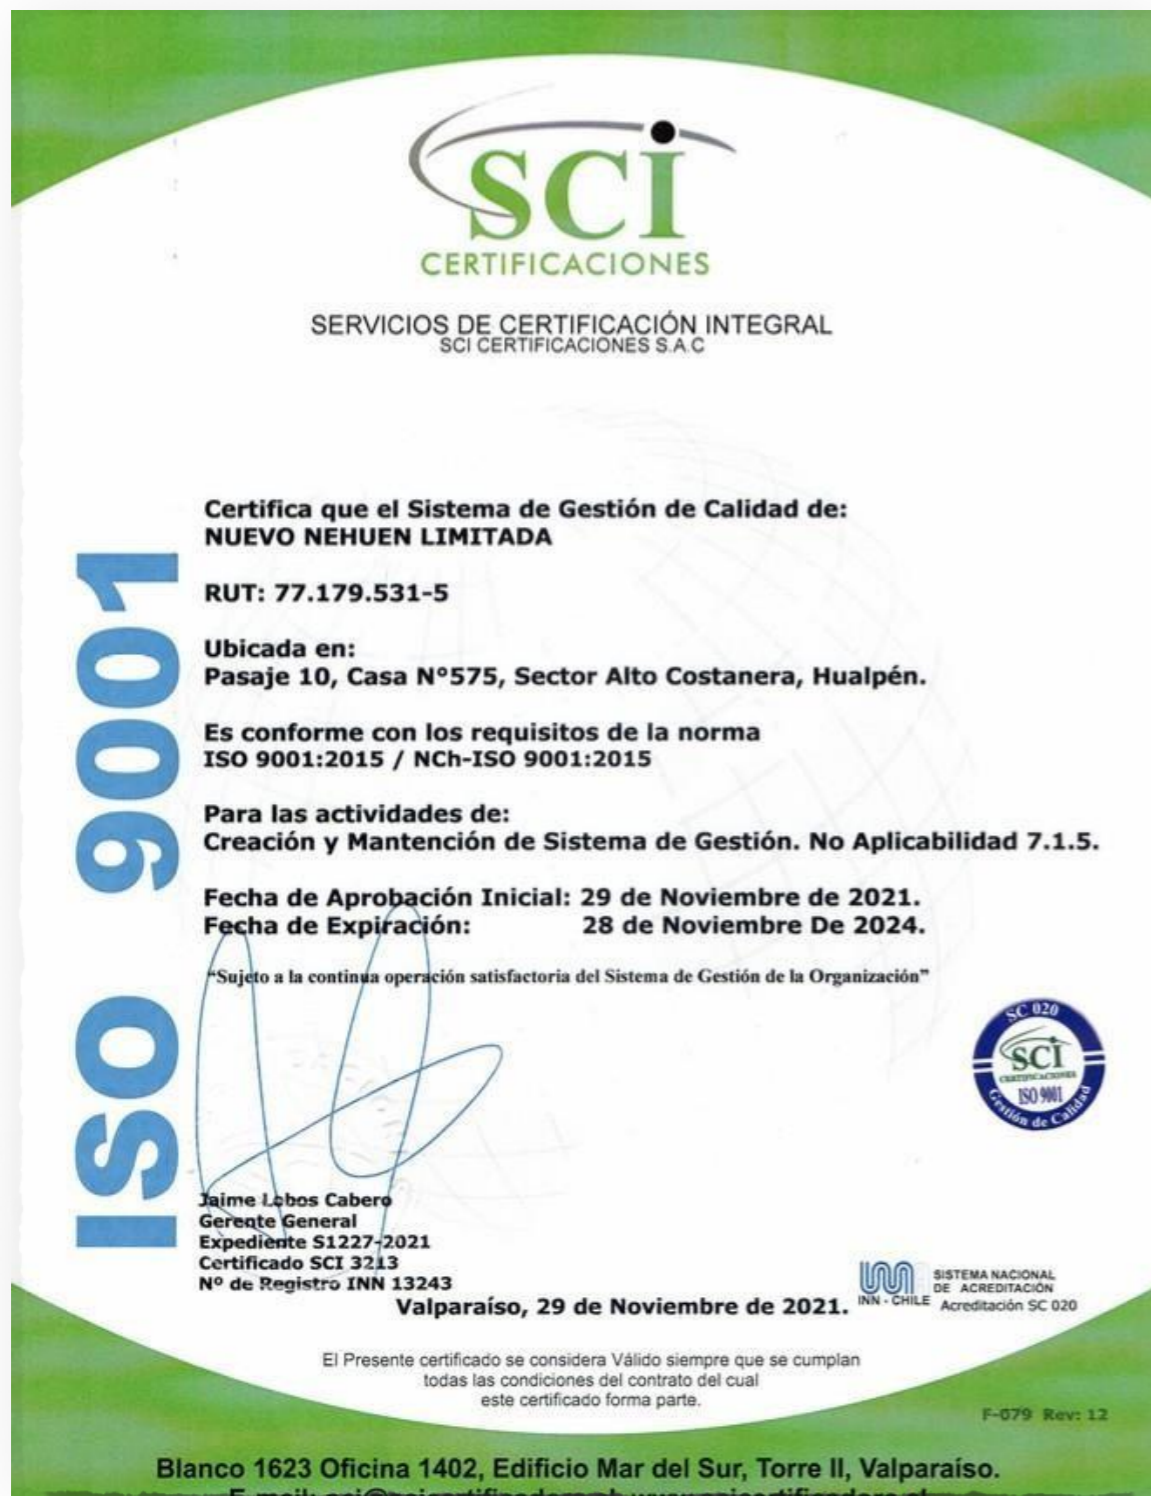 SCI
CERTIFICACIONES
SERVICIOS DE CERTIFICACIÓN INTEGRAL
SCI CERTIFICACIONES S.A.C
Certifica que el Sistema de Gestión de Calidad de:
NUEVO NEHUEN LIMITADA
RUT: 77.179.531-5
Ubicada en:
Pasaje 10, Casa Nº575, Sector Alto Costanera, Hualpén.
Es conforme con los requisitos de la norma
ISO 9001:2015 / NCh-ISO 9001:2015
Para las actividades de:
Creación y Mantención de Sistema de Gestión. No Aplicabilidad 7.1.5.
Fecha de Aprobación Inicial: 29 de Noviembre de 2021.
Fecha de Expiración: 28 de Noviembre De 2024.
"Sujeto a la continua operación satisfactoria del Sistema de Gestión de la Organización"
ISO 9001
SC 020
SCI
CERTIFICACIONES
ISO 9001
Gestión de Calidad
Jaime Lobos Cabero
Gerente General
Expediente S1227-2021
Certificado SCI 3213
Nº de Registro INN 13243
Valparaíso, 29 de Noviembre de 2021.
INN - CHILE
SISTEMA NACIONAL
DE ACREDITACIÓN
Acreditación SC 020
El Presente certificado se considera Válido siempre que se cumplan
todas las condiciones del contrato del cual
este certificado forma parte.
F-079 Rev: 12
Blanco 1623 Oficina 1402, Edificio Mar del Sur, Torre II, Valparaíso.